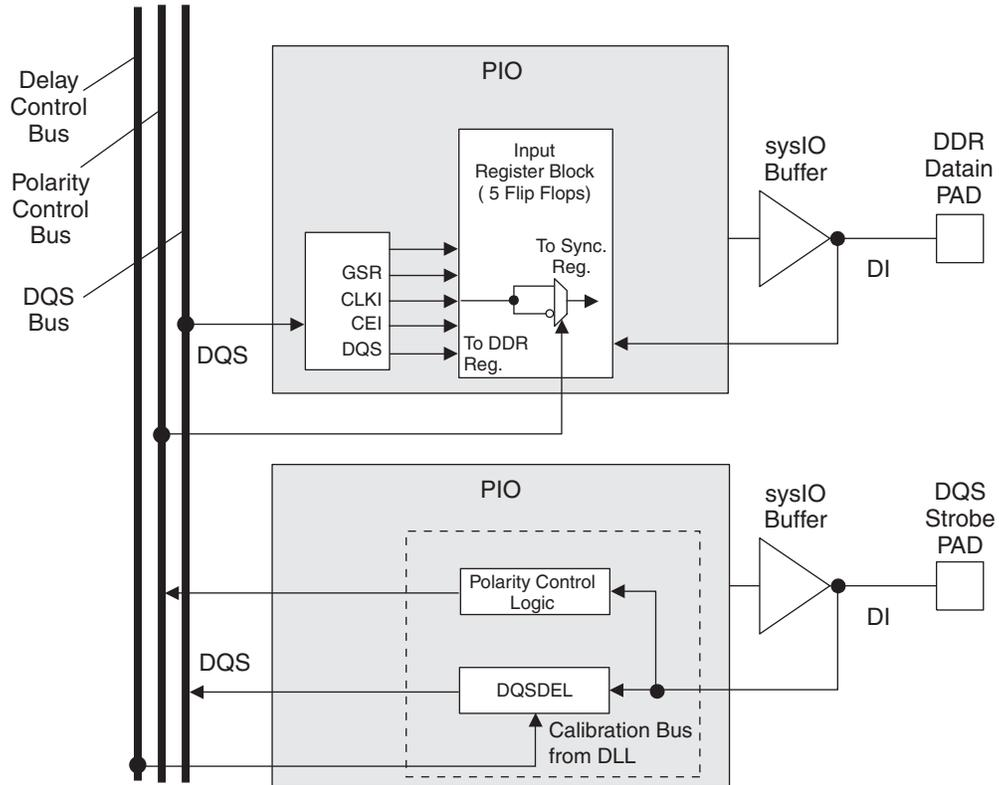 Delay
Control
Bus
Polarity
Control
Bus
DQS
Bus
DQS
PIO
Input
Register Block
( 5 Flip Flops)
To Sync.
Reg.
GSR
CLKI
CEI
DQS
To DDR
Reg.
sysIO
Buffer
DDR
Datain
PAD
DI
PIO
Polarity Control
Logic
DQS
DQSDEL
Calibration Bus
from DLL
sysIO
Buffer
DQS
Strobe
PAD
DI